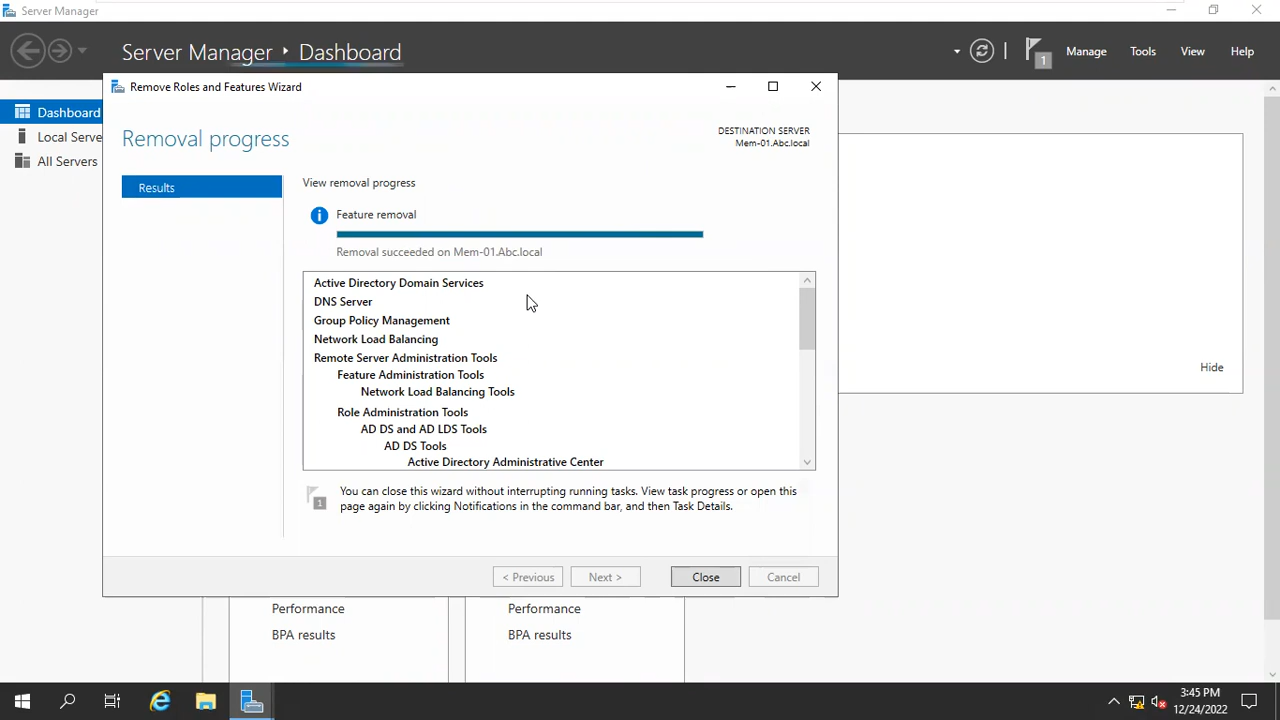 Server Manager
Server Manager ‣ Dashboard
1
Manage
Tools
View
Help
Dashboard
Local Serve
All Servers
Remove Roles and Features Wizard
Removal progress
DESTINATION SERVER
Mem-01.Abc.local
Results
View removal progress
Feature removal
Removal succeeded on Mem-01.Abc.local
Active Directory Domain Services
DNS Server
Group Policy Management
Network Load Balancing
Remote Server Administration Tools
Feature Administration Tools
Network Load Balancing Tools
Role Administration Tools
AD DS and AD LDS Tools
AD DS Tools
Active Directory Administrative Center
1
You can close this wizard without interrupting running tasks. View task progress or open this
page again by clicking Notifications in the command bar, and then Task Details.
< Previous
Next >
Close
Cancel
Hide
Performance
BPA results
Performance
BPA results
3:45 PM
12/24/2022